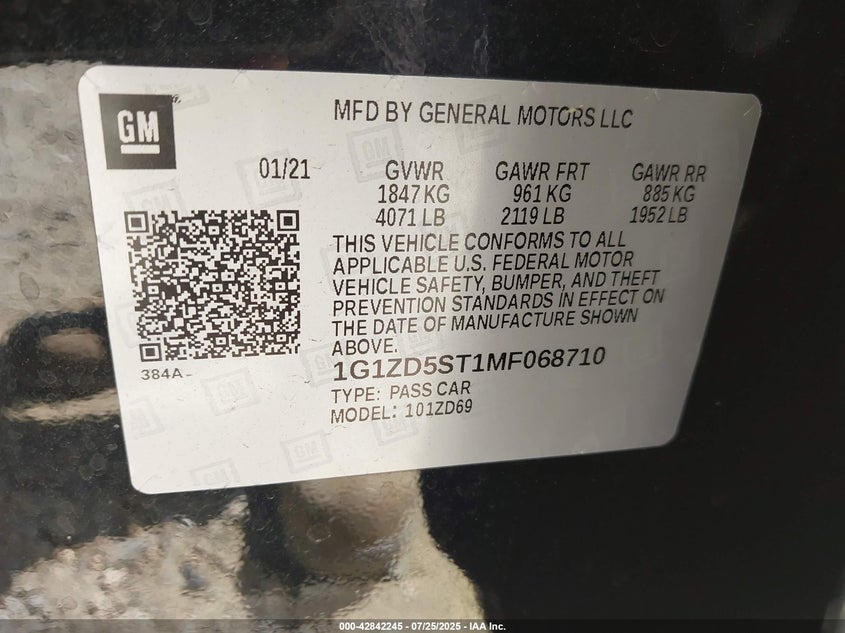 GM
MFD BY GENERAL MOTORS LLC
01/21
GVWR GAWR FRT GAWR RR
1847 KG 961 KG 885 KG
4071 LB 2119 LB 1952 LB
THIS VEHICLE CONFORMS TO ALL
APPLICABLE U.S. FEDERAL MOTOR
VEHICLE SAFETY, BUMPER, AND THEFT
PREVENTION STANDARDS IN EFFECT ON
THE DATE OF MANUFACTURE SHOWN
ABOVE.
384A
1G1ZD5ST1MF068710
TYPE: PASS CAR
MODEL: 101ZD69
000-42842245 - 07/25/2025 - IAA Inc.